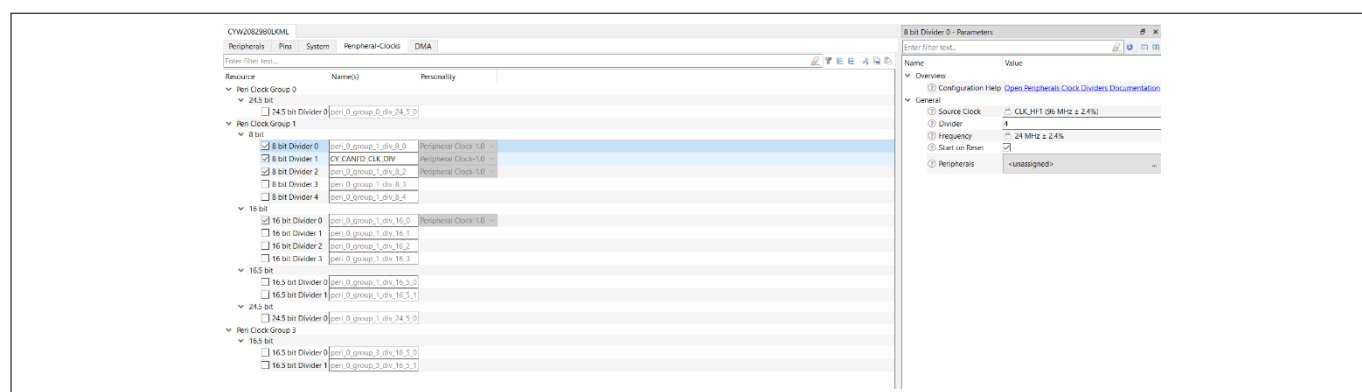 CYW20829B0LKML
Peripherals Pins System Peripheral-Clocks DMA
Enter filter text...
Resource Name(s) Personality
Peri Clock Group 0
24.5 bit
24.5 bit Divider 0 peri_0_group_0_div_24_5_0
Peri Clock Group 1
8 bit
8 bit Divider 0 peri_0_group_1_div_8_0 Peripheral Clock-1.0
8 bit Divider 1 CY_CANFD_CLK_DIV Peripheral Clock-1.0
8 bit Divider 2 peri_0_group_1_div_8_2 Peripheral Clock-1.0
8 bit Divider 3 peri_0_group_1_div_8_3
8 bit Divider 4 peri_0_group_1_div_8_4
16 bit
16 bit Divider 0 peri_0_group_1_div_16_0 Peripheral Clock-1.0
16 bit Divider 1 peri_0_group_1_div_16_1
16 bit Divider 2 peri_0_group_1_div_16_2
16 bit Divider 3 peri_0_group_1_div_16_3
16.5 bit
16.5 bit Divider 0 peri_0_group_1_div_16_5_0
16.5 bit Divider 1 peri_0_group_1_div_16_5_1
24.5 bit
24.5 bit Divider 0 peri_0_group_1_div_24_5_0
Peri Clock Group 3
16.5 bit
16.5 bit Divider 0 peri_0_group_3_div_16_5_0
16.5 bit Divider 1 peri_0_group_3_div_16_5_1
8 bit Divider 0 - Parameters
Enter filter text...
Name Value
Overview
Configuration Help Open Peripherals Clock Dividers Documentation
General
Source Clock CLK_HF1 (96 MHz ± 2.4%)
Divider 4
Frequency 24 MHz ± 2.4%
Start on Reset
Peripherals <unassigned> ...